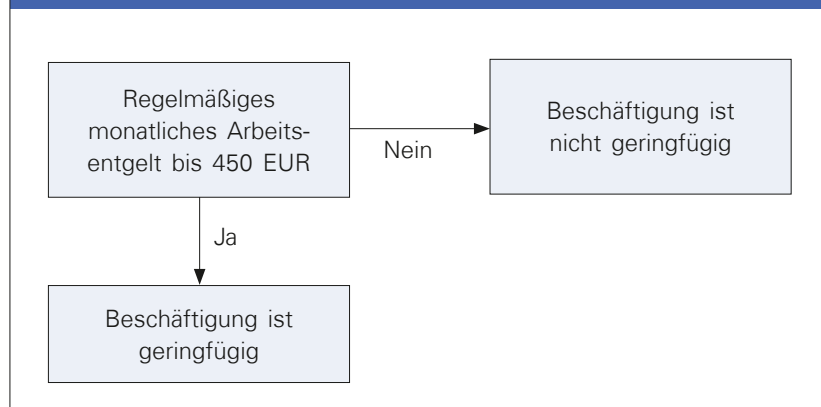 Regelmäßiges
monatliches Arbeits-
entgelt bis 450 EUR
Nein
Beschäftigung ist
nicht geringfügig
Ja
Beschäftigung ist
geringfügig